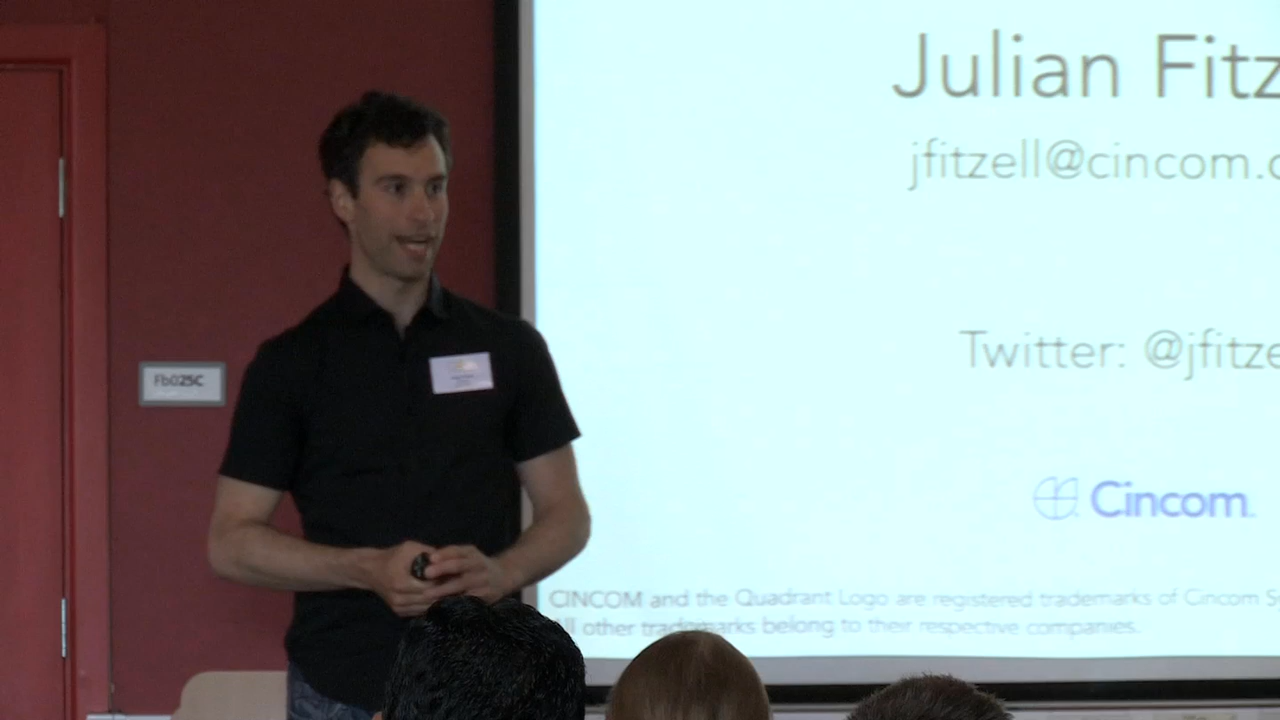 Julian Fitz
jfitzell@cincom.c
Twitter: @jfitze
Cincom
CINCOM and the Quadrant Logo are registered trademarks of Cincom S
All other trademarks belong to their respective companies.
Fb025C